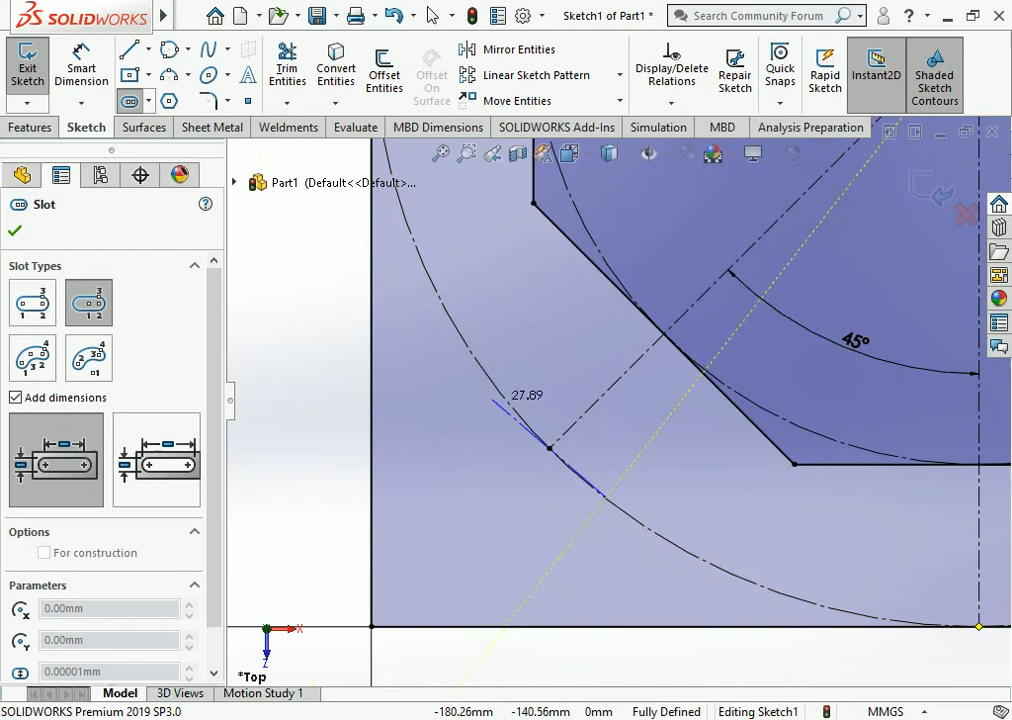 SOLIDWORKS
Sketch1 of Part1 *
Search Community Forum
?
Exit Sketch
Smart Dimension
Trim Entities
Convert Entities
Offset Entities
Offset On Surface
Mirror Entities
Linear Sketch Pattern
Move Entities
Display/Delete Relations
Repair Sketch
Quick Snaps
Rapid Sketch
Instant2D
Shaded Sketch Contours
Features
Sketch
Surfaces
Sheet Metal
Weldments
Evaluate
MBD Dimensions
SOLIDWORKS Add-Ins
Simulation
MBD
Analysis Preparation
Part1 (Default<<Default>...
Slot
Slot Types
Add dimensions
Options
For construction
Parameters
0.00mm
0.00mm
0.00001mm
27.89
45°
X
Z
*Top
Model
3D Views
Motion Study 1
SOLIDWORKS Premium 2019 SP3.0
-180.26mm
-140.56mm
0mm
Fully Defined
Editing Sketch1
MMGS